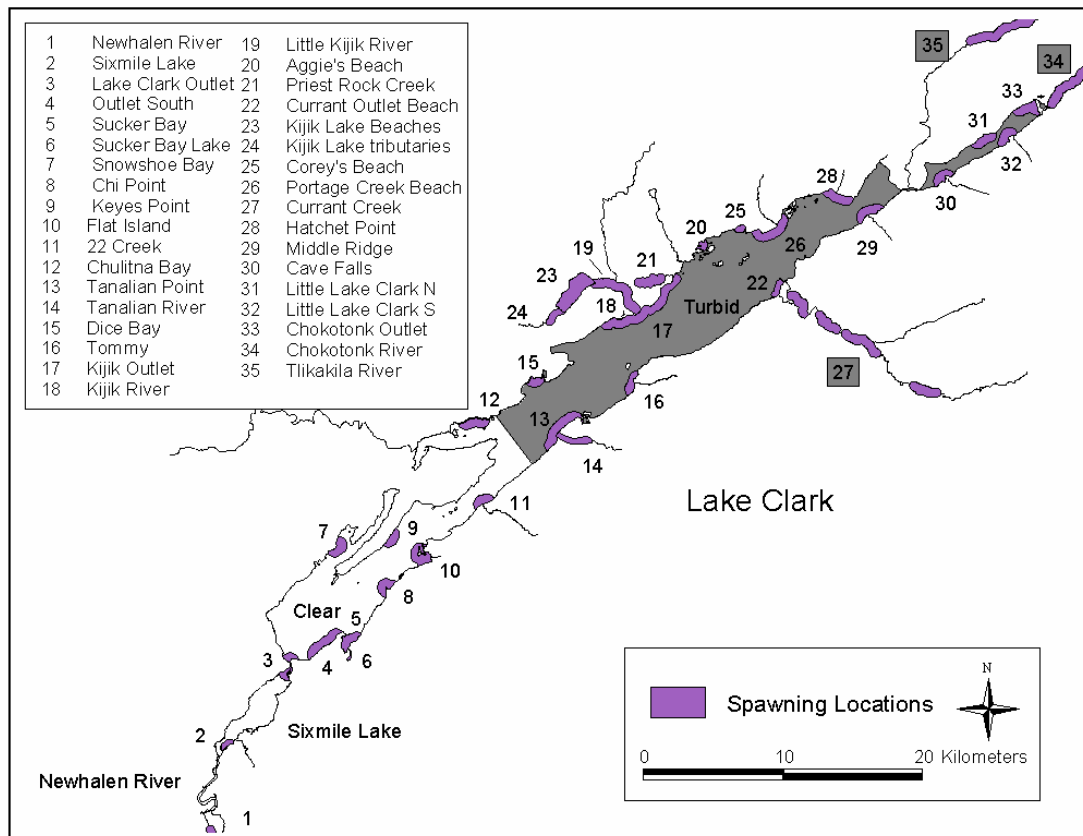 1 Newhalen River
2 Sixmile Lake
3 Lake Clark Outlet
4 Outlet South
5 Sucker Bay
6 Sucker Bay Lake
7 Snowshoe Bay
8 Chi Point
9 Keyes Point
10 Flat Island
11 22 Creek
12 Chulitna Bay
13 Tanalian Point
14 Tanalian River
15 Dice Bay
16 Tommy
17 Kijik Outlet
18 Kijik River
19 Little Kijik River
20 Aggie's Beach
21 Priest Rock Creek
22 Currant Outlet Beach
23 Kijik Lake Beaches
24 Kijik Lake tributaries
25 Corey's Beach
26 Portage Creek Beach
27 Currant Creek
28 Hatchet Point
29 Middle Ridge
30 Cave Falls
31 Little Lake Clark N
32 Little Lake Clark S
33 Chokotonk Outlet
34 Chokotonk River
35 Tlikakila River
35
34
33
31
32
30
28
29
25
20
26
19
21
23
22
24
18
17
Turbid
27
15
16
12
13
14
Lake Clark
11
7
9
10
8
Clear
5
3
4
6
2
Sixmile Lake
Newhalen River
1
Spawning Locations
N
0 10 20 Kilometers